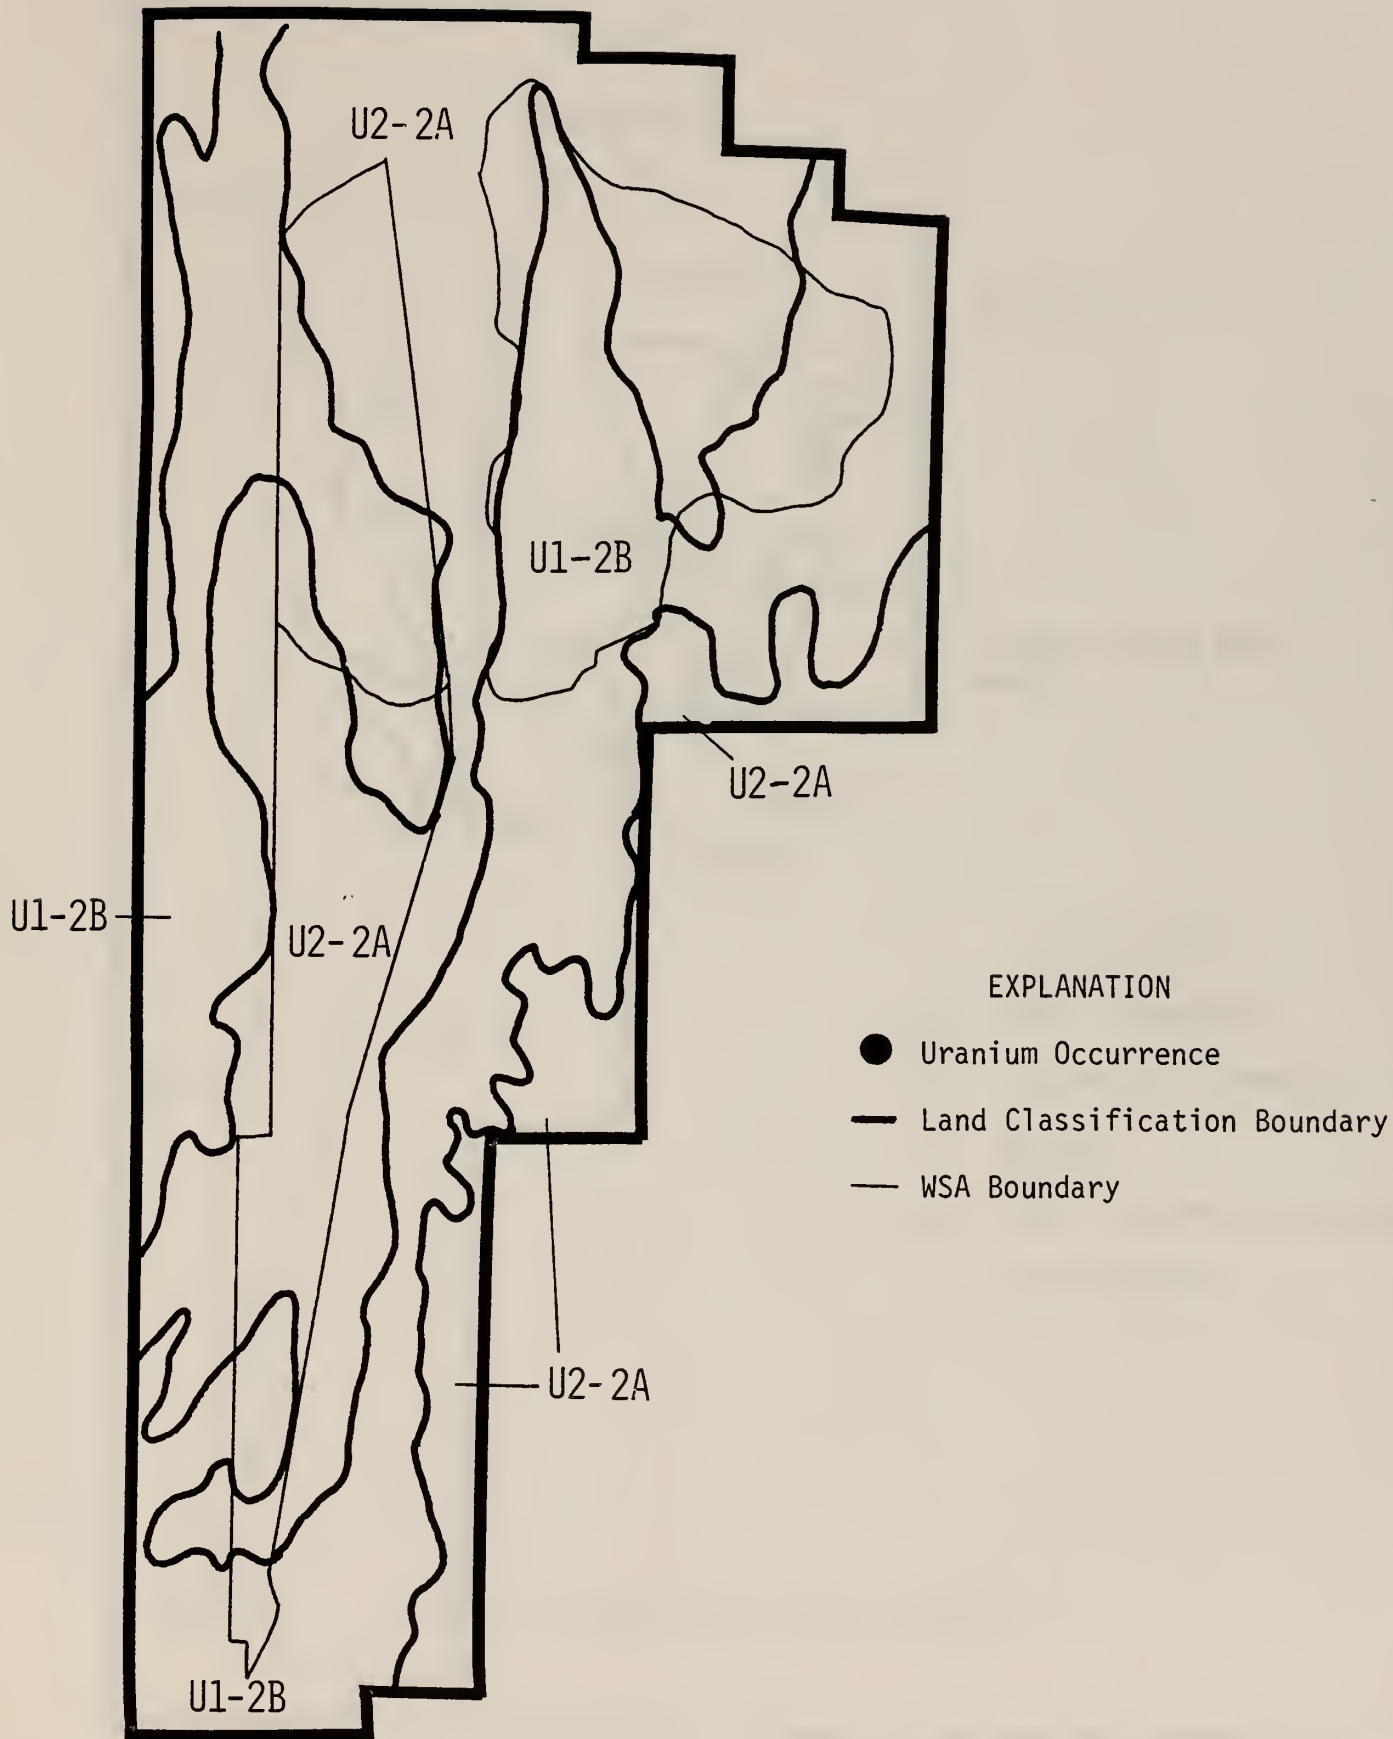 U2-2A
U1-2B
U2-2A
U1-2B
U2-2A
EXPLANATION
Uranium Occurrence
Land Classification Boundary
WSA Boundary
U2-2A
U1-2B